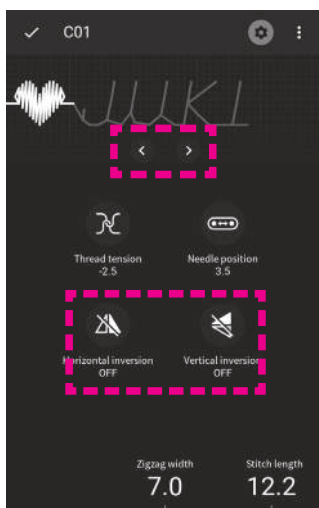 C01
JUKI
Thread tension
-2.5
Needle position
3.5
Horizontal inversion
OFF
Vertical inversion
OFF
Zigzag width
7.0
Stitch length
12.2